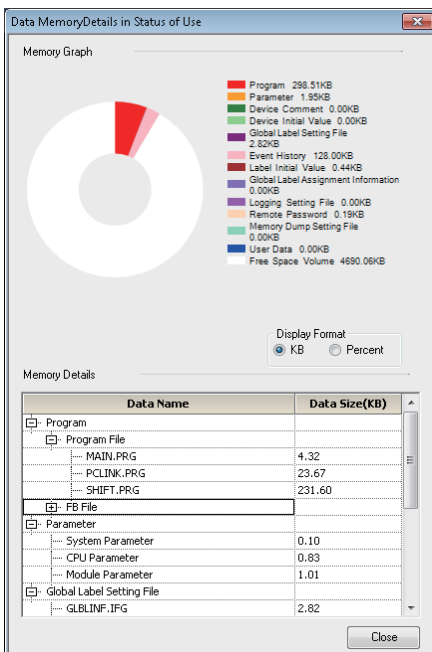 Data MemoryDetails in Status of Use
Memory Graph
Program 298.51KB
Parameter 1.95KB
Device Comment 0.00KB
Device Initial Value 0.00KB
Global Label Setting File
2.82KB
Event History 128.00KB
Label Initial Value 0.44KB
Global Label Assignment Information
0.00KB
Logging Setting File 0.00KB
Remote Password 0.19KB
Memory Dump Setting File
0.00KB
User Data 0.00KB
Free Space Volume 4690.06KB
Display Format
KB Percent
Memory Details
Data Name Data Size(KB)
Program
Program File
MAIN.PRG 4.32
PCLINK.PRG 23.67
SHIFT.PRG 231.60
FB File
Parameter
System Parameter 0.10
CPU Parameter 0.83
Module Parameter 1.01
Global Label Setting File
GLBLINF.IFG 2.82
Close